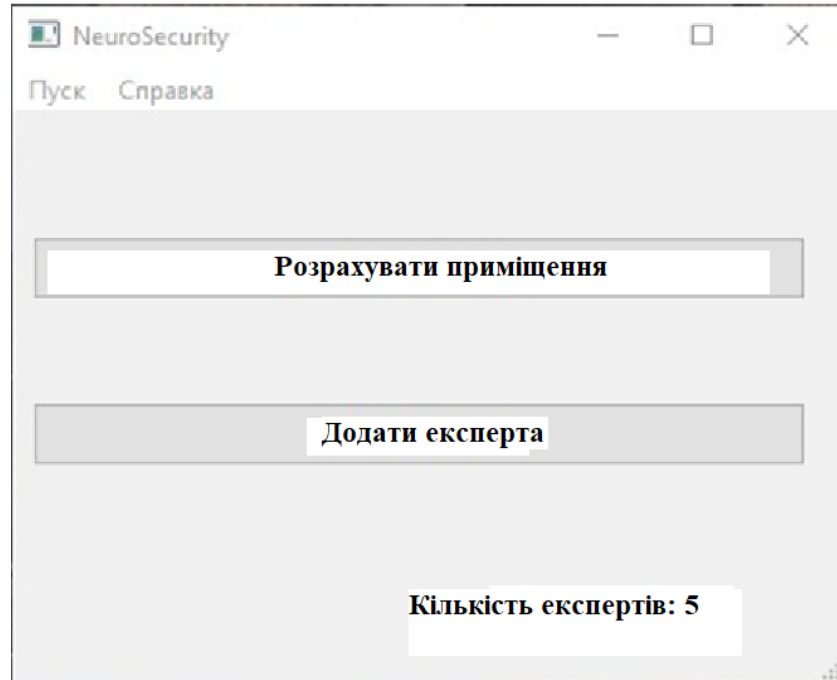 NeuroSecurity
Пуск Справка
Розрахувати приміщення
Додати експерта
Кількість експертів: 5